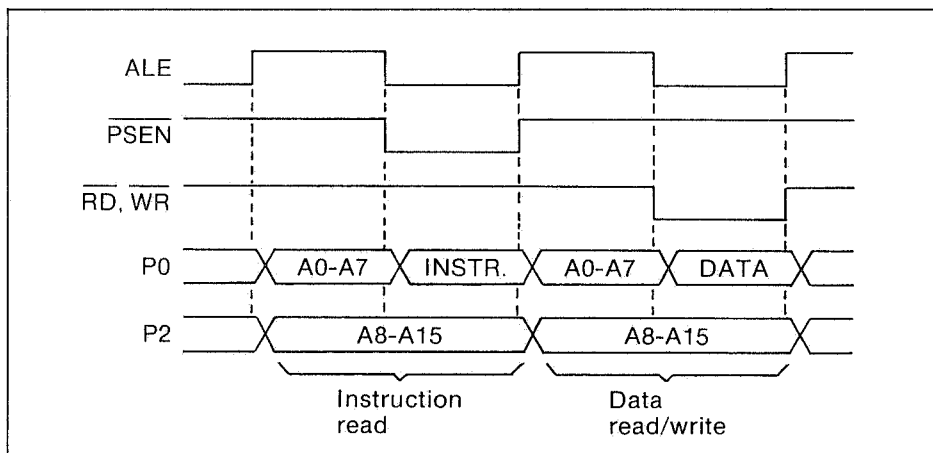 ALE
PSEN
RD, WR
P0 A0-A7 INSTR. A0-A7 DATA
P2 A8-A15 A8-A15
Instruction read
Data read/write